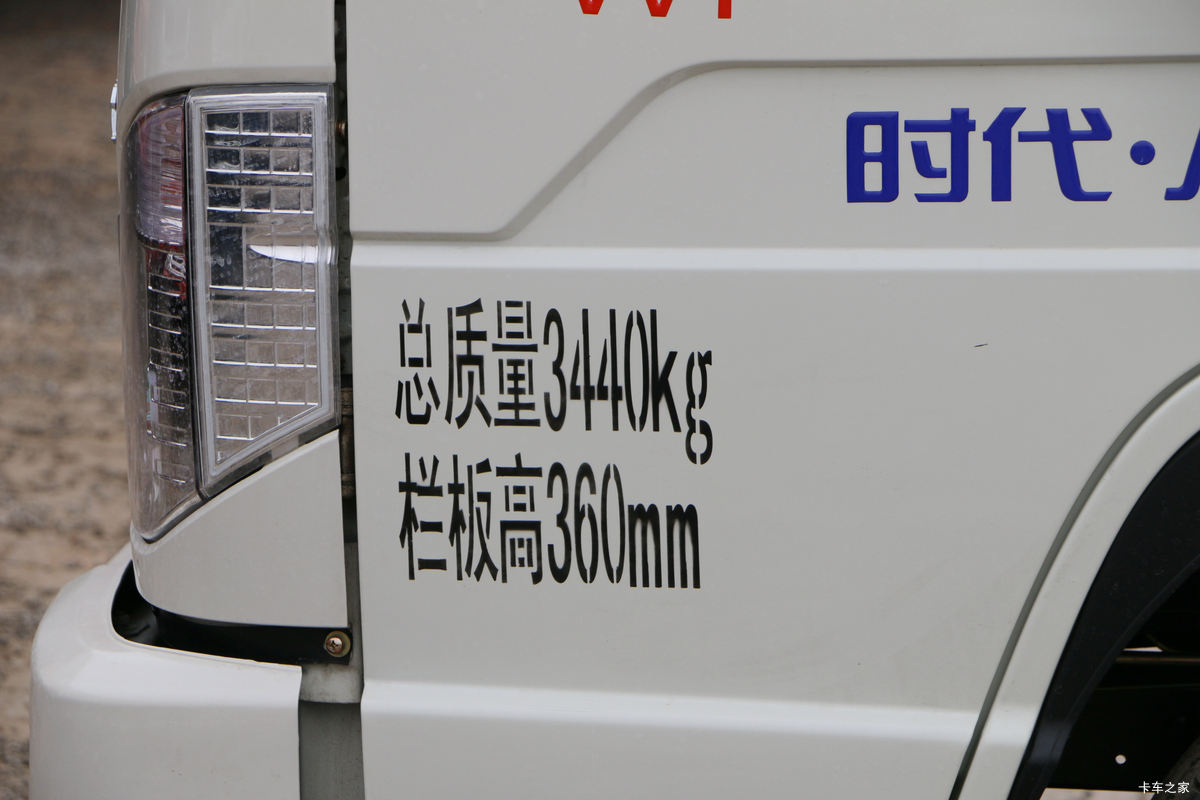 时代·
总质量3440kg
栏板高360mm
卡车之家